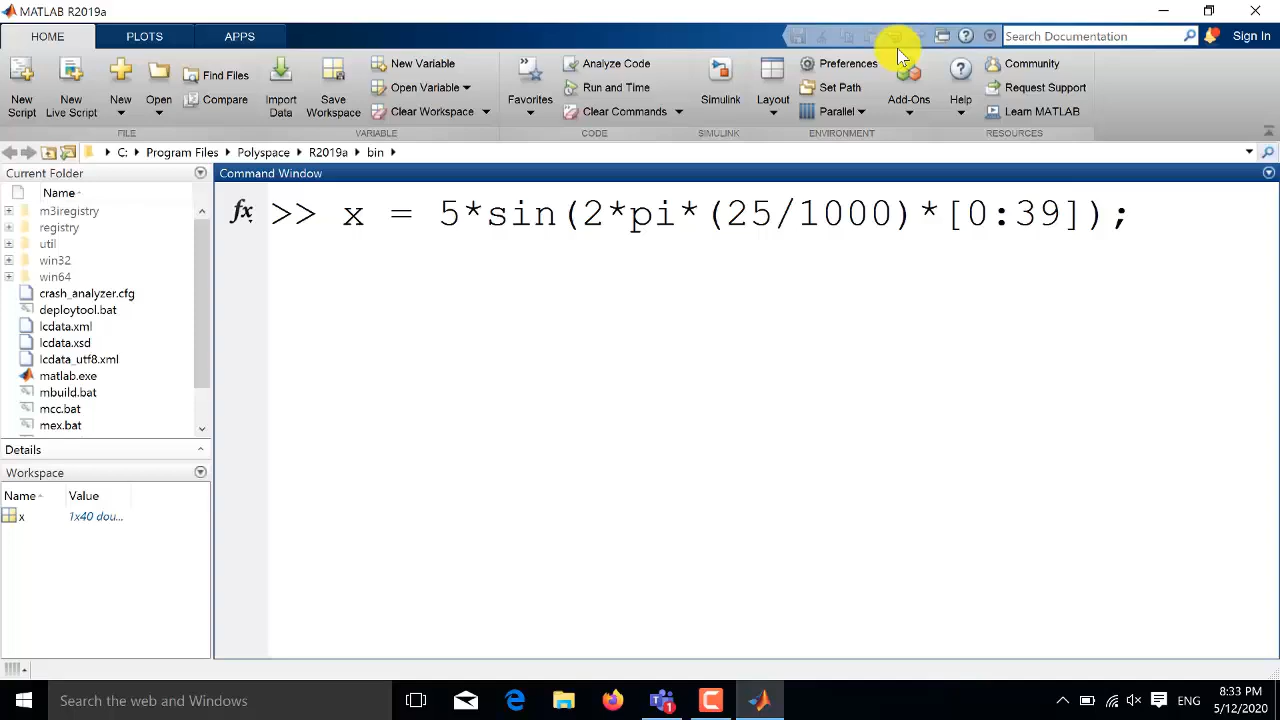 MATLAB R2019a
HOME PLOTS APPS
Search Documentation
Sign In
New Script
New Live Script
New
Open
Find Files
Compare
Import Data
Save Workspace
New Variable
Open Variable
Clear Workspace
Favorites
Analyze Code
Run and Time
Clear Commands
Simulink
Layout
Preferences
Set Path
Parallel
Add-Ons
Help
Community
Request Support
Learn MATLAB
FILE VARIABLE CODE SIMULINK ENVIRONMENT RESOURCES
C: Program Files Polyspace R2019a bin
Current Folder
Name
m3iregistry
registry
util
win32
win64
crash_analyzer.cfg
deploytool.bat
lcdata.xml
lcdata.xsd
lcdata_utf8.xml
matlab.exe
mbuild.bat
mcc.bat
mex.bat
Details
Workspace
Name Value
x 1x40 dou...
Command Window
fx >> x = 5*sin(2*pi*(25/1000)*[0:39]);
Search the web and Windows
1
ENG
8:33 PM
5/12/2020